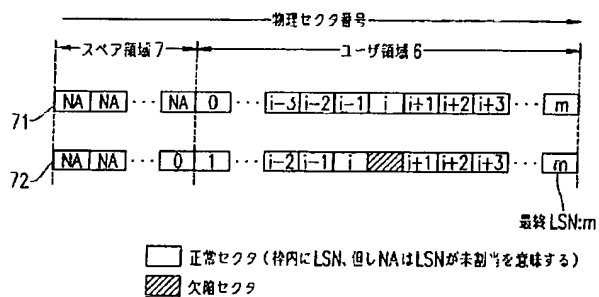 物理セクタ番号
スペア領域7 ユーザ領域6
71 NA NA … NA 0 … i-3 i-2 i-1 i i+1 i+2 i+3 … m
72 NA NA … 0 1 … i-2 i-1 i i+1 i+2 i+3 … m
最終LSN:m
正常セクタ(枠内にLSN、但しNAはLSNが未割当を意味する)
欠陥セクタ